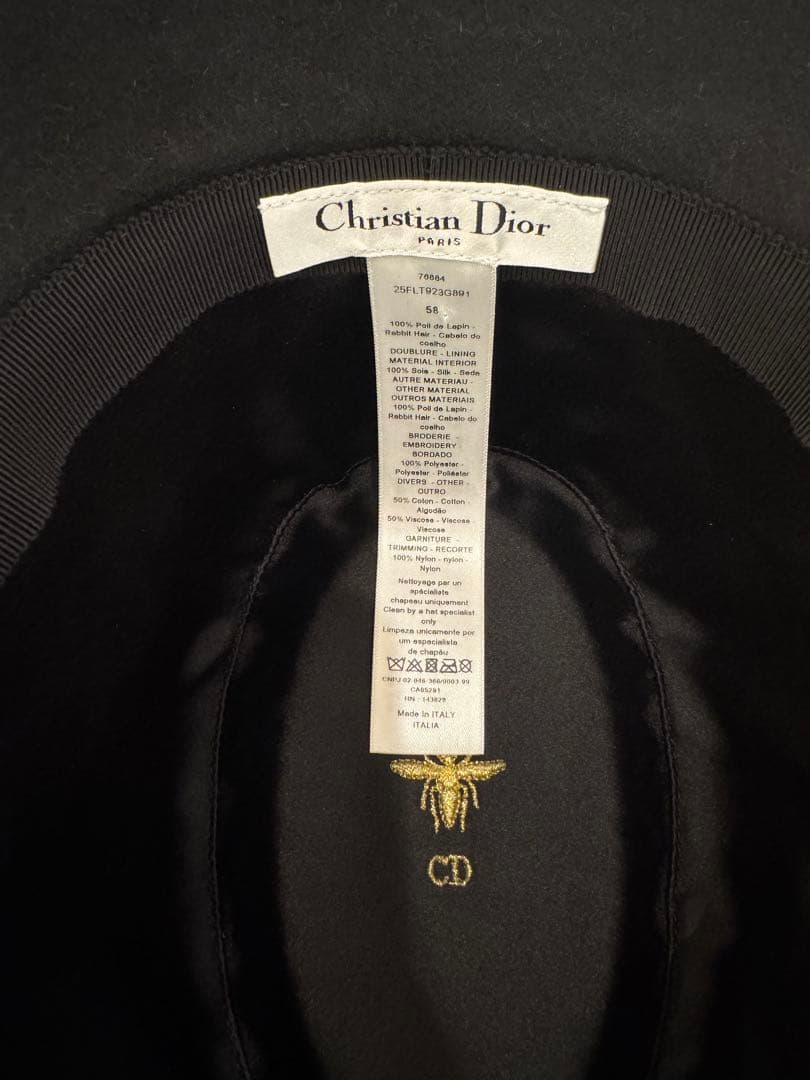 Christian Dior
PARIS
25FLT923G891
58
100% Poil de Lapin -
Rabbit Hair - Cabelo do
coelho
DOUBLURE - LINING
MATERIAL INTERIOR
100% Soie - Silk - Seda
AUTRE MATERIAU -
OTHER MATERIAL
OUTROS MATERIAIS
100% Poil de Lapin -
Rabbit Hair - Cabelo do
coelho
BRODERIE -
EMBROIDERY -
BORDADO
100% Polyester -
Polyester - Poliéster
DIVERS - OTHER -
OUTRO
50% Coton - Cotton -
Algodão
50% Viscose - Viscose -
Viscose
GARNITURE -
TRIMMING - RECORTE
100% Nylon - nylon -
Nylon
Nettoyage par un
spécialiste
chapeau uniquement
Clean by a hat specialist
only
Limpeza unicamente por
um especialista
de chapéu
CA05291
RN : 143829
Made in ITALY
ITALIA
CD